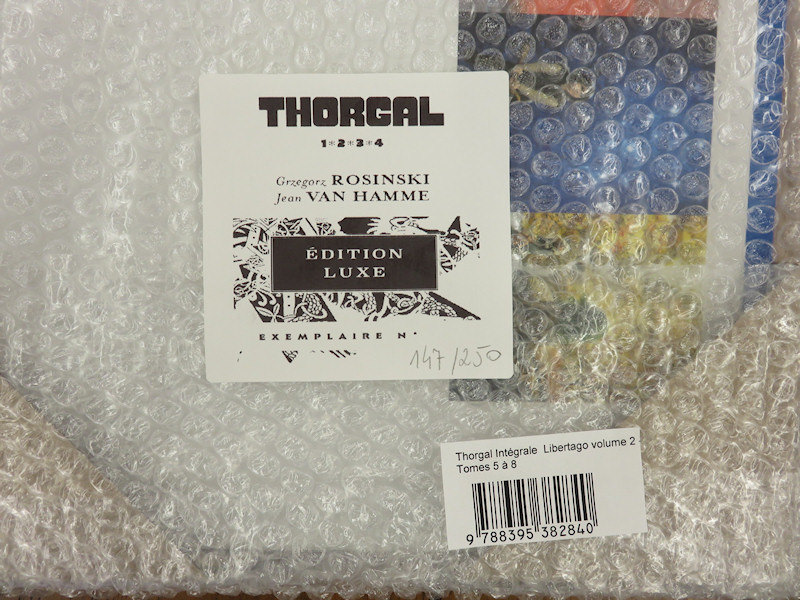 THORGAL
1*2*3*4
Grzegorz ROSINSKI
Jean VAN HAMME
ÉDITION
LUXE
EXEMPLAIRE N°
147/250
Thorgal Intégrale Libertago volume 2 -
Tomes 5 à 8
9 788395 382840